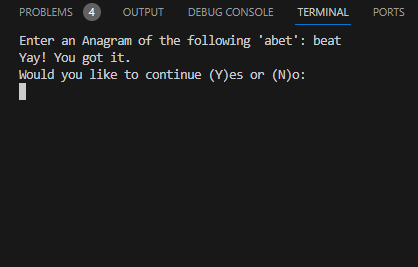 PROBLEMS 4 OUTPUT DEBUG CONSOLE TERMINAL PORTS
Enter an Anagram of the following 'abet': beat
Yay! You got it.
Would you like to continue (Y)es or (N)o: